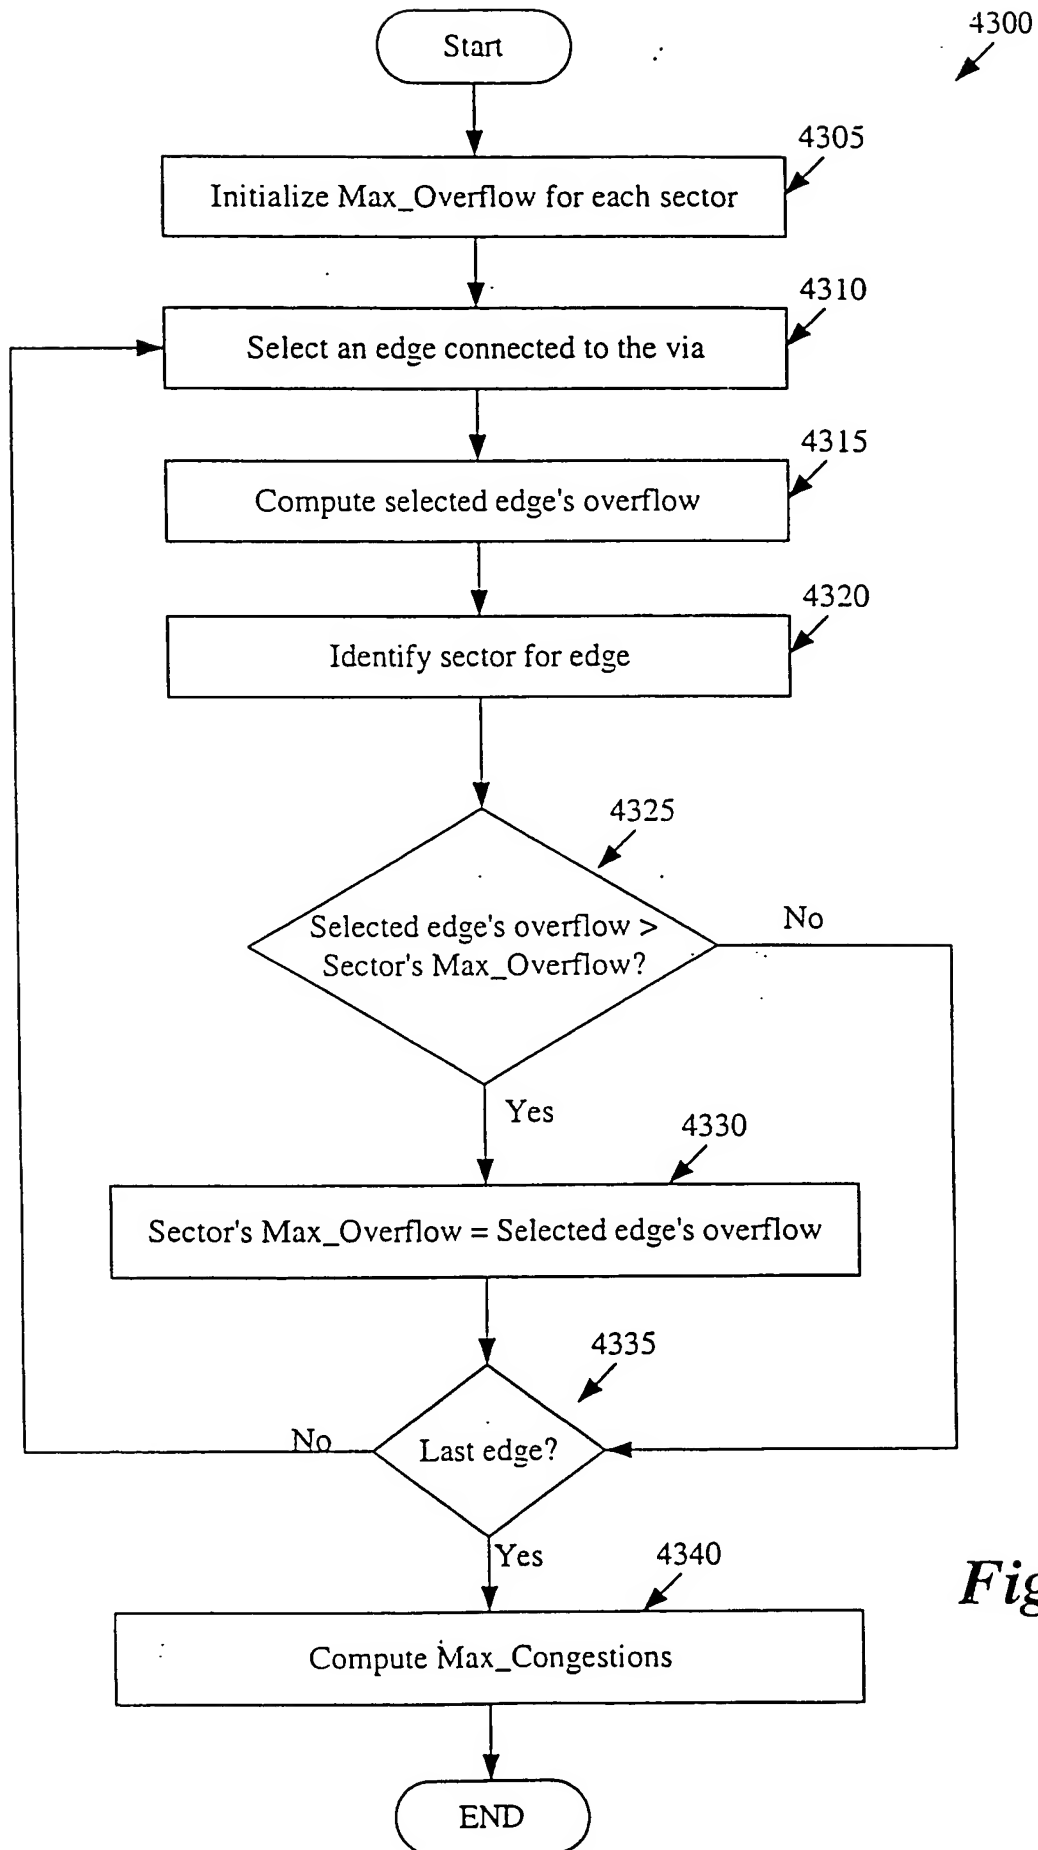 Start
4300
4305
Initialize Max_Overflow for each sector
4310
Select an edge connected to the via
4315
Compute selected edge's overflow
4320
Identify sector for edge
4325
Selected edge's overflow >
Sector's Max_Overflow?
No
Yes
4330
Sector's Max_Overflow = Selected edge's overflow
4335
Last edge?
No
Yes
4340
Compute Max_Congestions
Fig
END